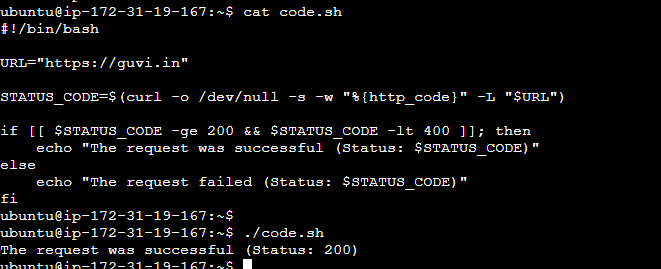 ubuntu@ip-172-31-19-167:~$ cat code.sh
#!/bin/bash
URL="https://guvi.in"
STATUS_CODE=$(curl -o /dev/null -s -w "%{http_code}" -L "$URL")
if [[ $STATUS_CODE -ge 200 && $STATUS_CODE -lt 400 ]]; then
    echo "The request was successful (Status: $STATUS_CODE)"
else
    echo "The request failed (Status: $STATUS_CODE)"
fi
ubuntu@ip-172-31-19-167:~$
ubuntu@ip-172-31-19-167:~$ ./code.sh
The request was successful (Status: 200)
ubuntu@ip-172-31-19-167:~$